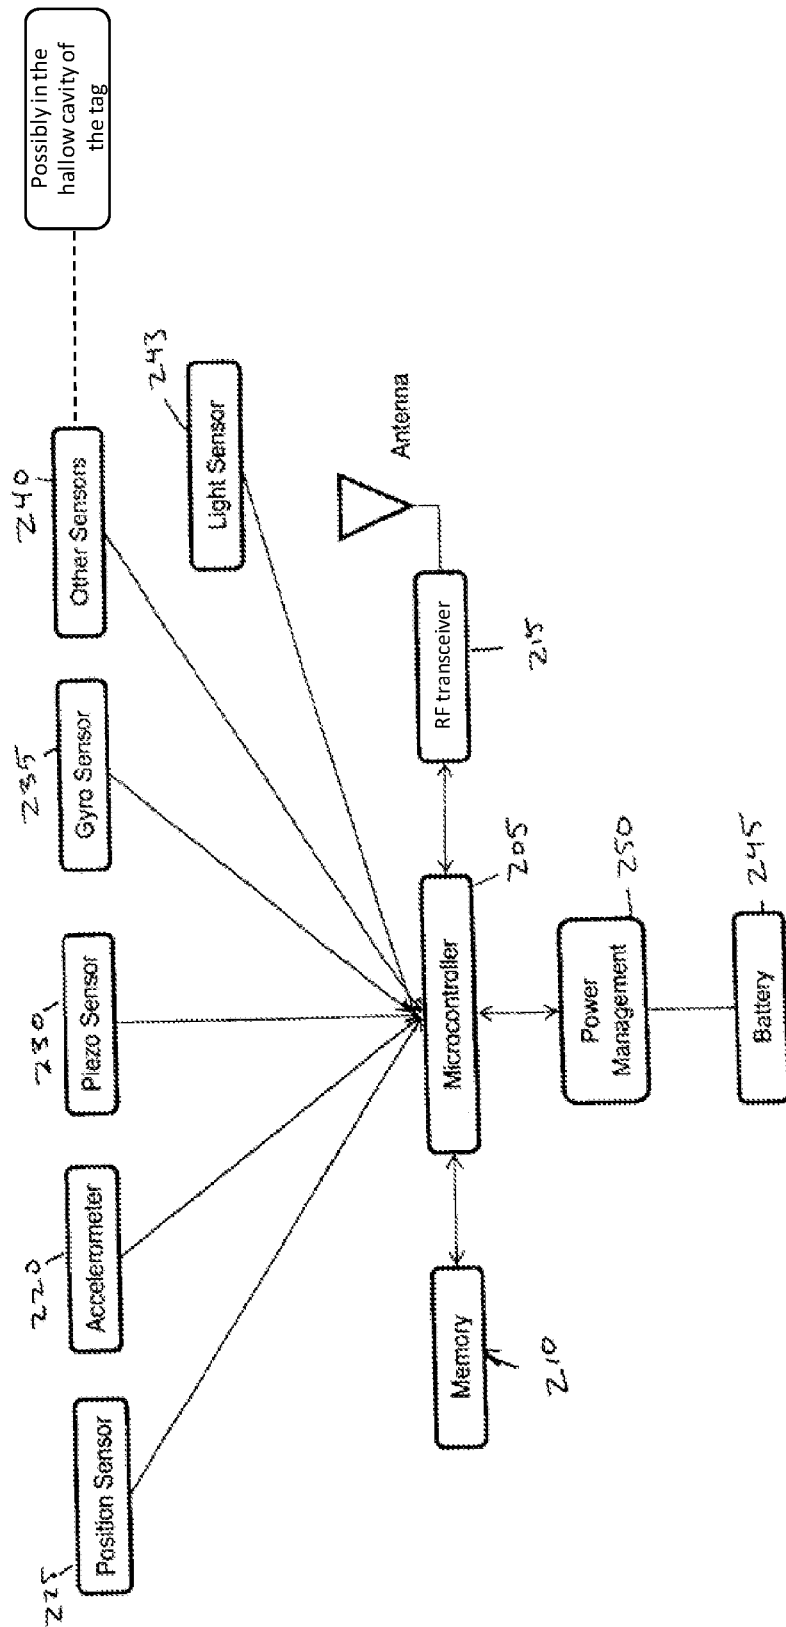 225
Position Sensor
220
Accelerometer
230
Piezo Sensor
235
Gyro Sensor
240
Other Sensors
Possibly in the
hallow cavity of
the tag
243
Light Sensor
Memory
210
Microcontroller
205
RF transceiver
215
Antenna
Power
Management
250
Battery
245